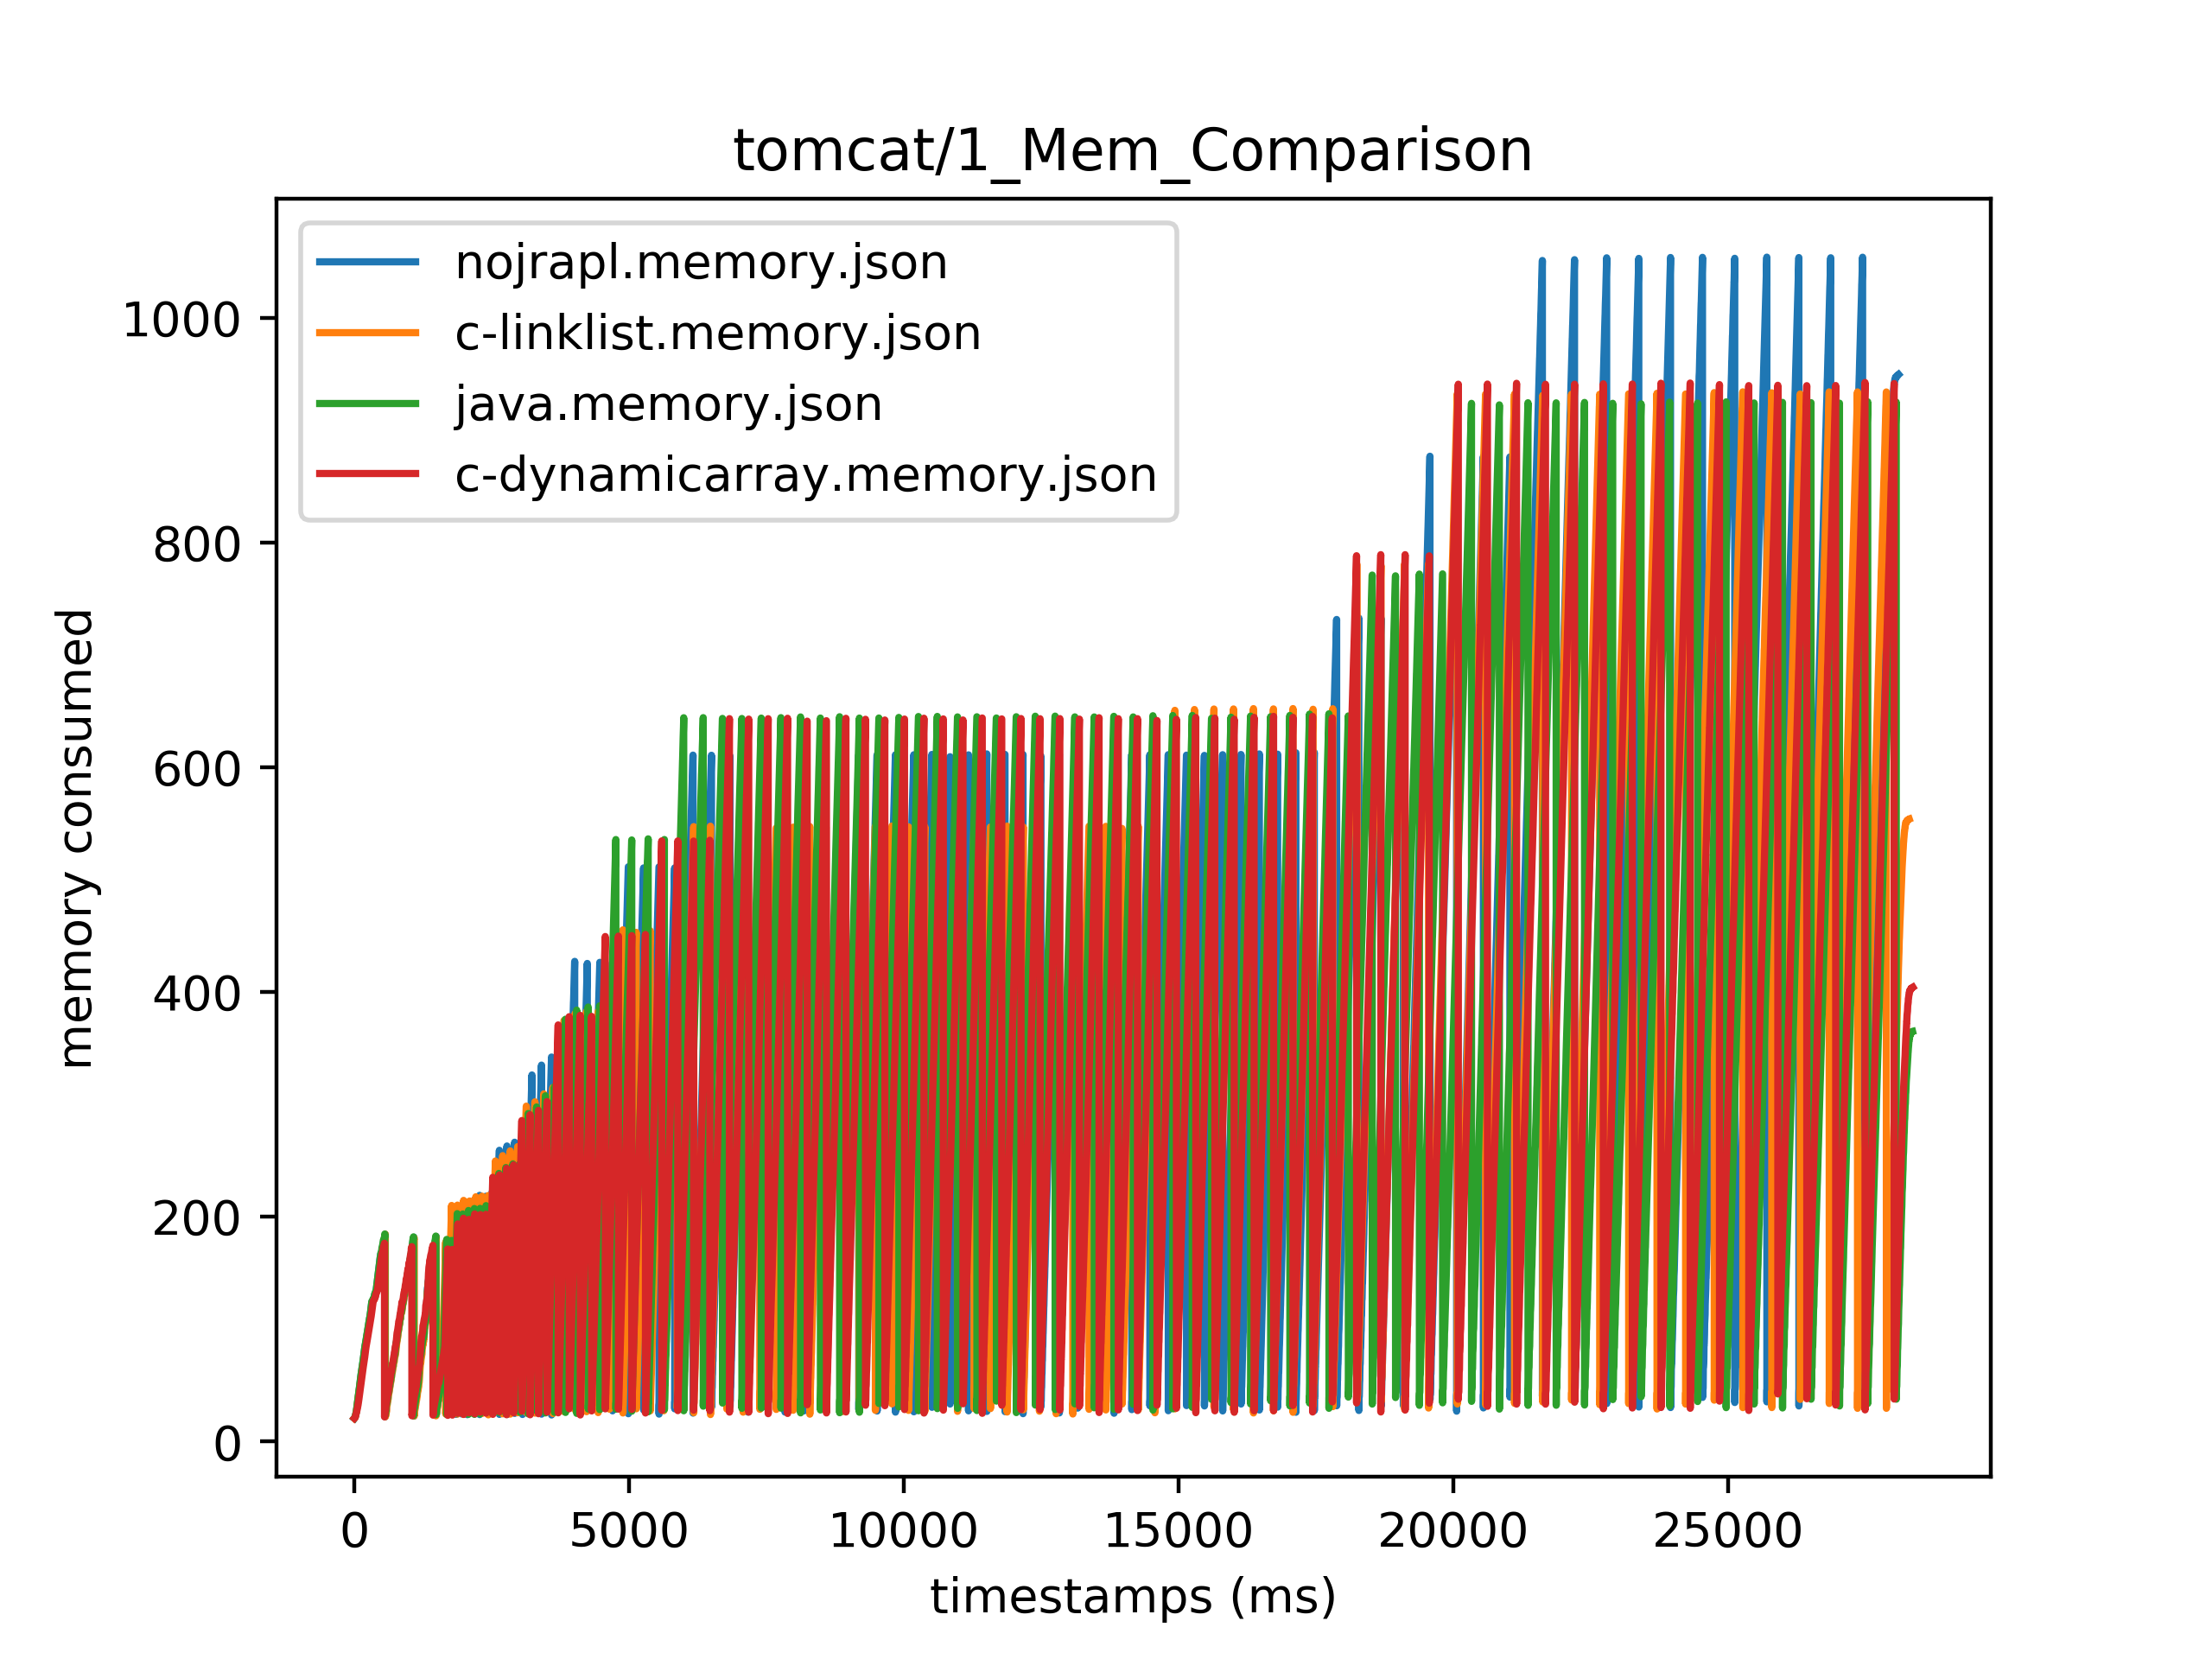 tomcat/1_Mem_Comparison
nojrapl.memory.json
c-linklist.memory.json
java.memory.json
c-dynamicarray.memory.json
memory consumed
1000
800
600
400
200
0
0 5000 10000 15000 20000 25000
timestamps (ms)